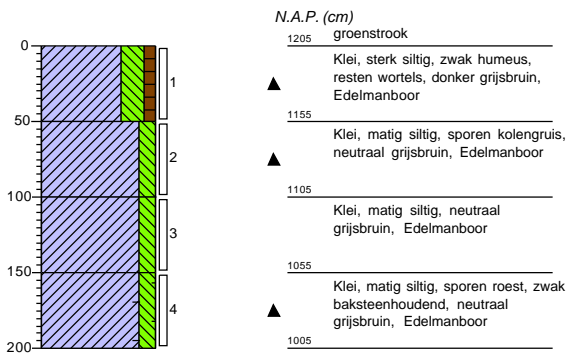 N.A.P. (cm)
0
1205 groenstrook
Klei, sterk siltig, zwak humeus,
resten wortels, donker grijsbruin,
Edelmanboor
1
50
1155
Klei, matig siltig, sporen kolengruis,
neutraal grijsbruin, Edelmanboor
2
100
1105
Klei, matig siltig, neutraal
grijsbruin, Edelmanboor
3
150
1055
Klei, matig siltig, sporen roest, zwak
baksteenhoudend, neutraal
grijsbruin, Edelmanboor
4
200
1005